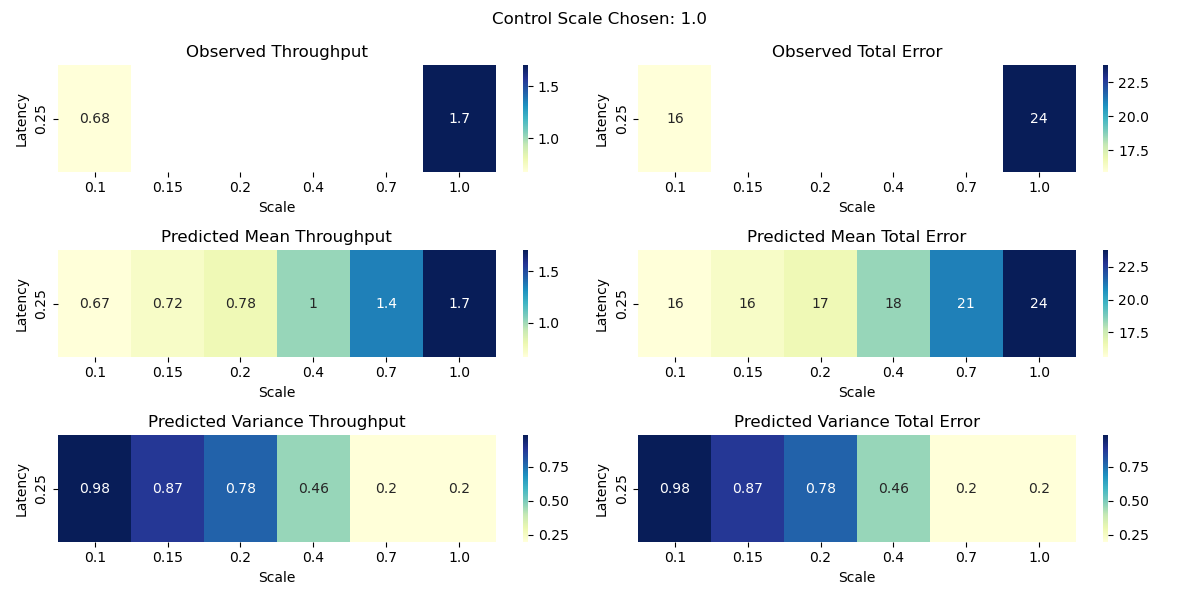 Control Scale Chosen: 1.0
Observed Throughput
Latency
0.25
0.68
1.7
1.5
1.0
0.1 0.15 0.2 0.4 0.7 1.0
Scale
Observed Total Error
Latency
0.25
16
24
22.5
20.0
17.5
0.1 0.15 0.2 0.4 0.7 1.0
Scale
Predicted Mean Throughput
Latency
0.25
0.67 0.72 0.78 1 1.4 1.7
1.5
1.0
0.1 0.15 0.2 0.4 0.7 1.0
Scale
Predicted Mean Total Error
Latency
0.25
16 16 17 18 21 24
22.5
20.0
17.5
0.1 0.15 0.2 0.4 0.7 1.0
Scale
Predicted Variance Throughput
Latency
0.25
0.98 0.87 0.78 0.46 0.2 0.2
0.75
0.50
0.25
0.1 0.15 0.2 0.4 0.7 1.0
Scale
Predicted Variance Total Error
Latency
0.25
0.98 0.87 0.78 0.46 0.2 0.2
0.75
0.50
0.25
0.1 0.15 0.2 0.4 0.7 1.0
Scale